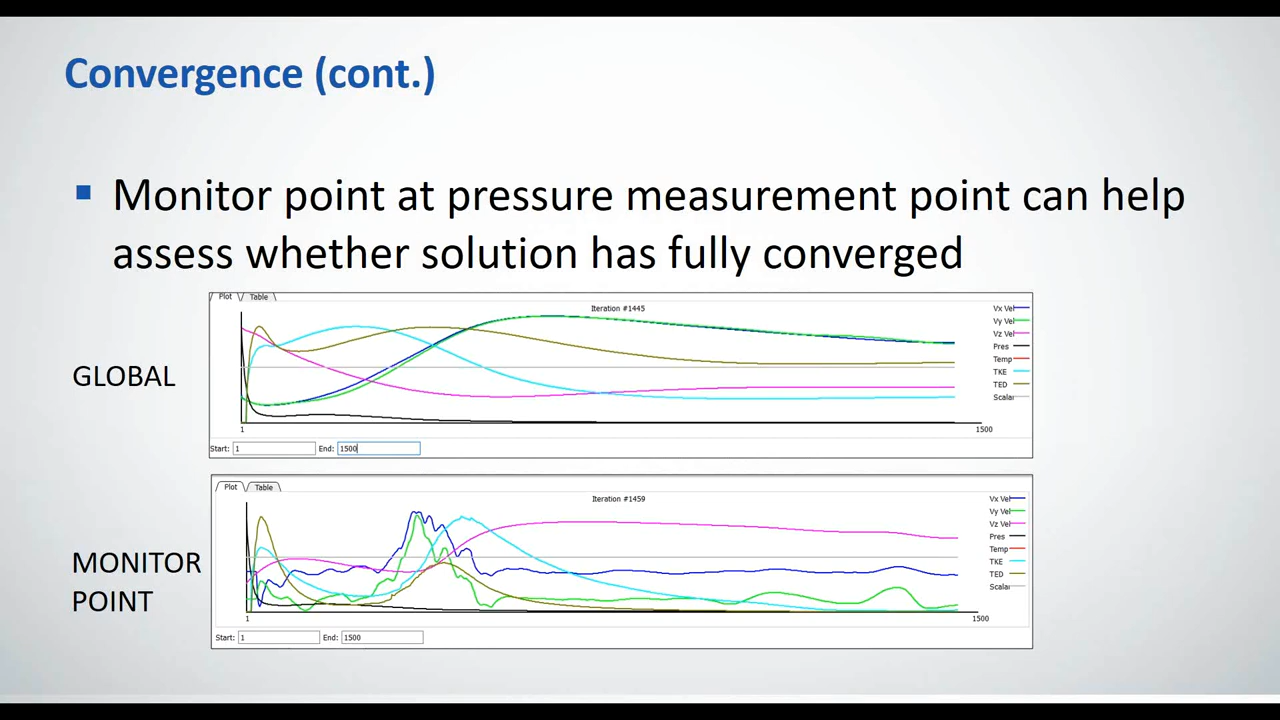 Convergence (cont.)
▪ Monitor point at pressure measurement point can help
assess whether solution has fully converged
GLOBAL
Plot Table
Iteration #1445
Vx Vel
Vy Vel
Vz Vel
Pres
Temp
TKE
TED
Scalar
1 1500
Start: 1 End: 1500
MONITOR
POINT
Plot Table
Iteration #1459
Vx Vel
Vy Vel
Vz Vel
Pres
Temp
TKE
TED
Scalar
1 1500
Start: 1 End: 1500